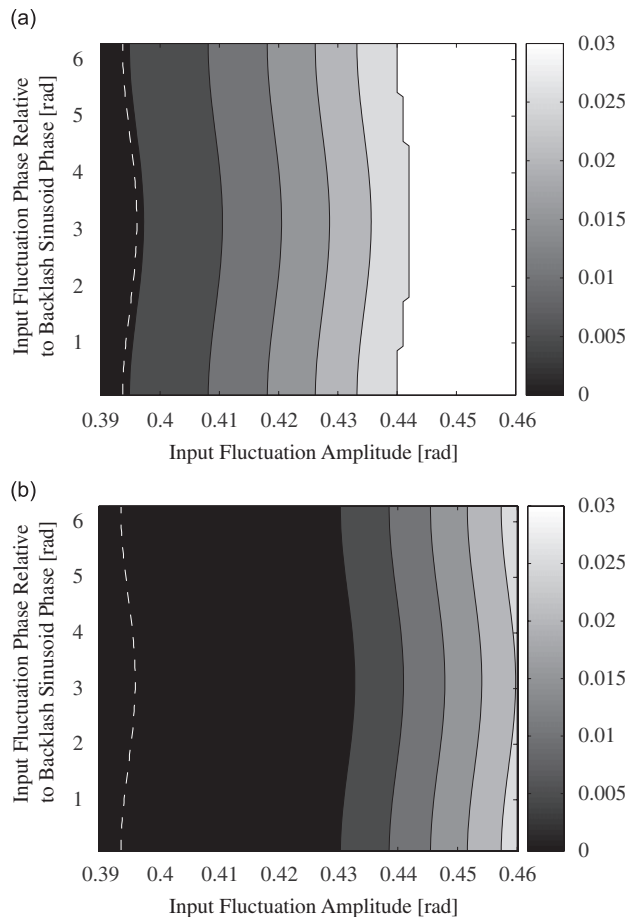 (a)
Input Fluctuation Phase Relative
to Backlash Sinusoid Phase [rad]
6
5
4
3
2
1
0.39 0.4 0.41 0.42 0.43 0.44 0.45 0.46
Input Fluctuation Amplitude [rad]
0.03
0.025
0.02
0.015
0.01
0.005
0
(b)
Input Fluctuation Phase Relative
to Backlash Sinusoid Phase [rad]
6
5
4
3
2
1
0.39 0.4 0.41 0.42 0.43 0.44 0.45 0.46
Input Fluctuation Amplitude [rad]
0.03
0.025
0.02
0.015
0.01
0.005
0